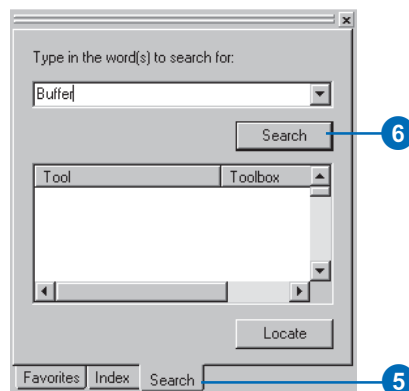 Type in the word(s) to search for:
Buffer
Search
6
Tool Toolbox
Locate
Favorites Index Search
5